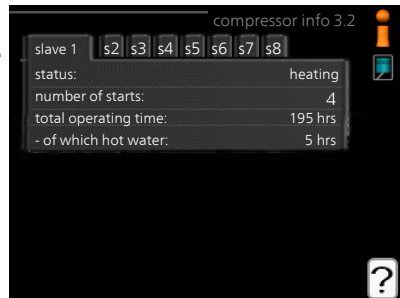 compressor info 3.2
slave 1 s2 s3 s4 s5 s6 s7 s8
status: heating
number of starts: 4
total operating time: 195 hrs
- of which hot water: 5 hrs
?